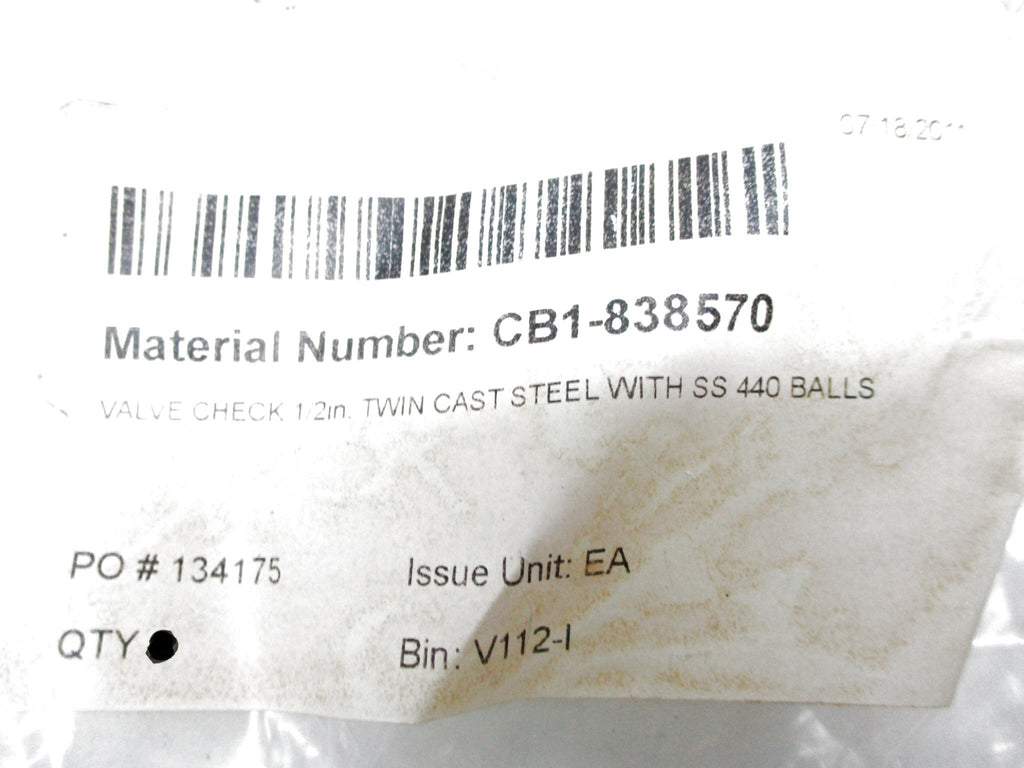 07 18 2011
Material Number: CB1-838570
VALVE CHECK 1/2in. TWIN CAST STEEL WITH SS 440 BALLS
PO # 134175
Issue Unit: EA
QTY
Bin: V112-I